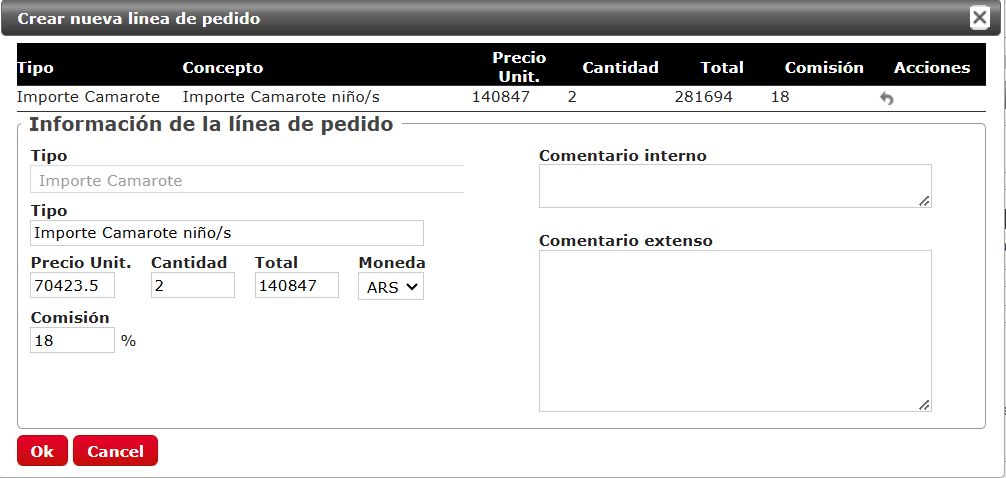 Crear nueva linea de pedido
Tipo Concepto Precio Unit. Cantidad Total Comisión Acciones
Importe Camarote Importe Camarote niño/s 140847 2 281694 18
Información de la línea de pedido
Tipo
Importe Camarote
Tipo
Importe Camarote niño/s
Precio Unit. Cantidad Total Moneda
70423.5 2 140847 ARS
Comisión
18 %
Comentario interno
Comentario extenso
Ok Cancel